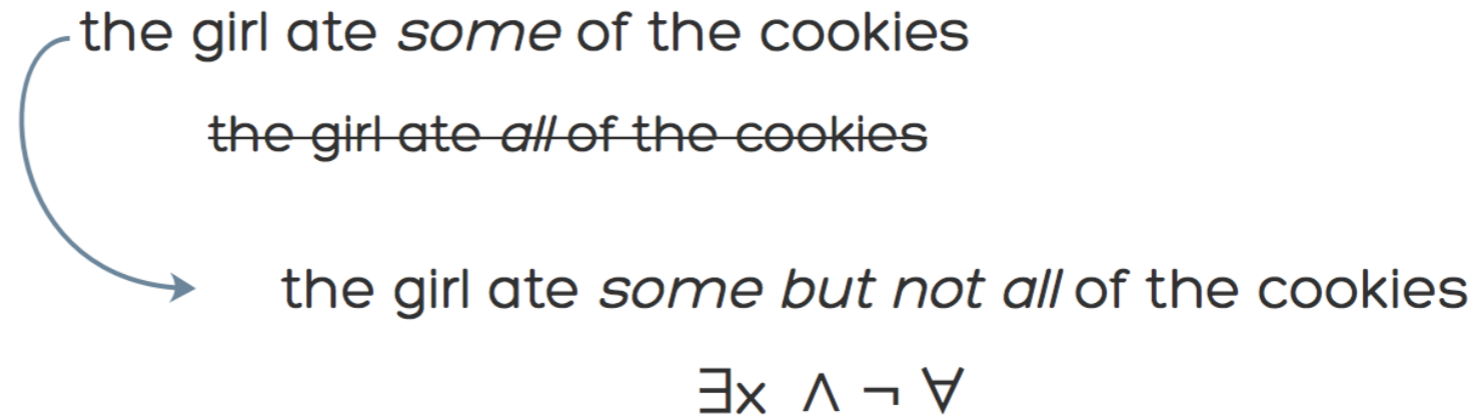 the girl ate some of the cookies
the girl ate all of the cookies
the girl ate some but not all of the cookies
∃x ∧ ¬ ∀